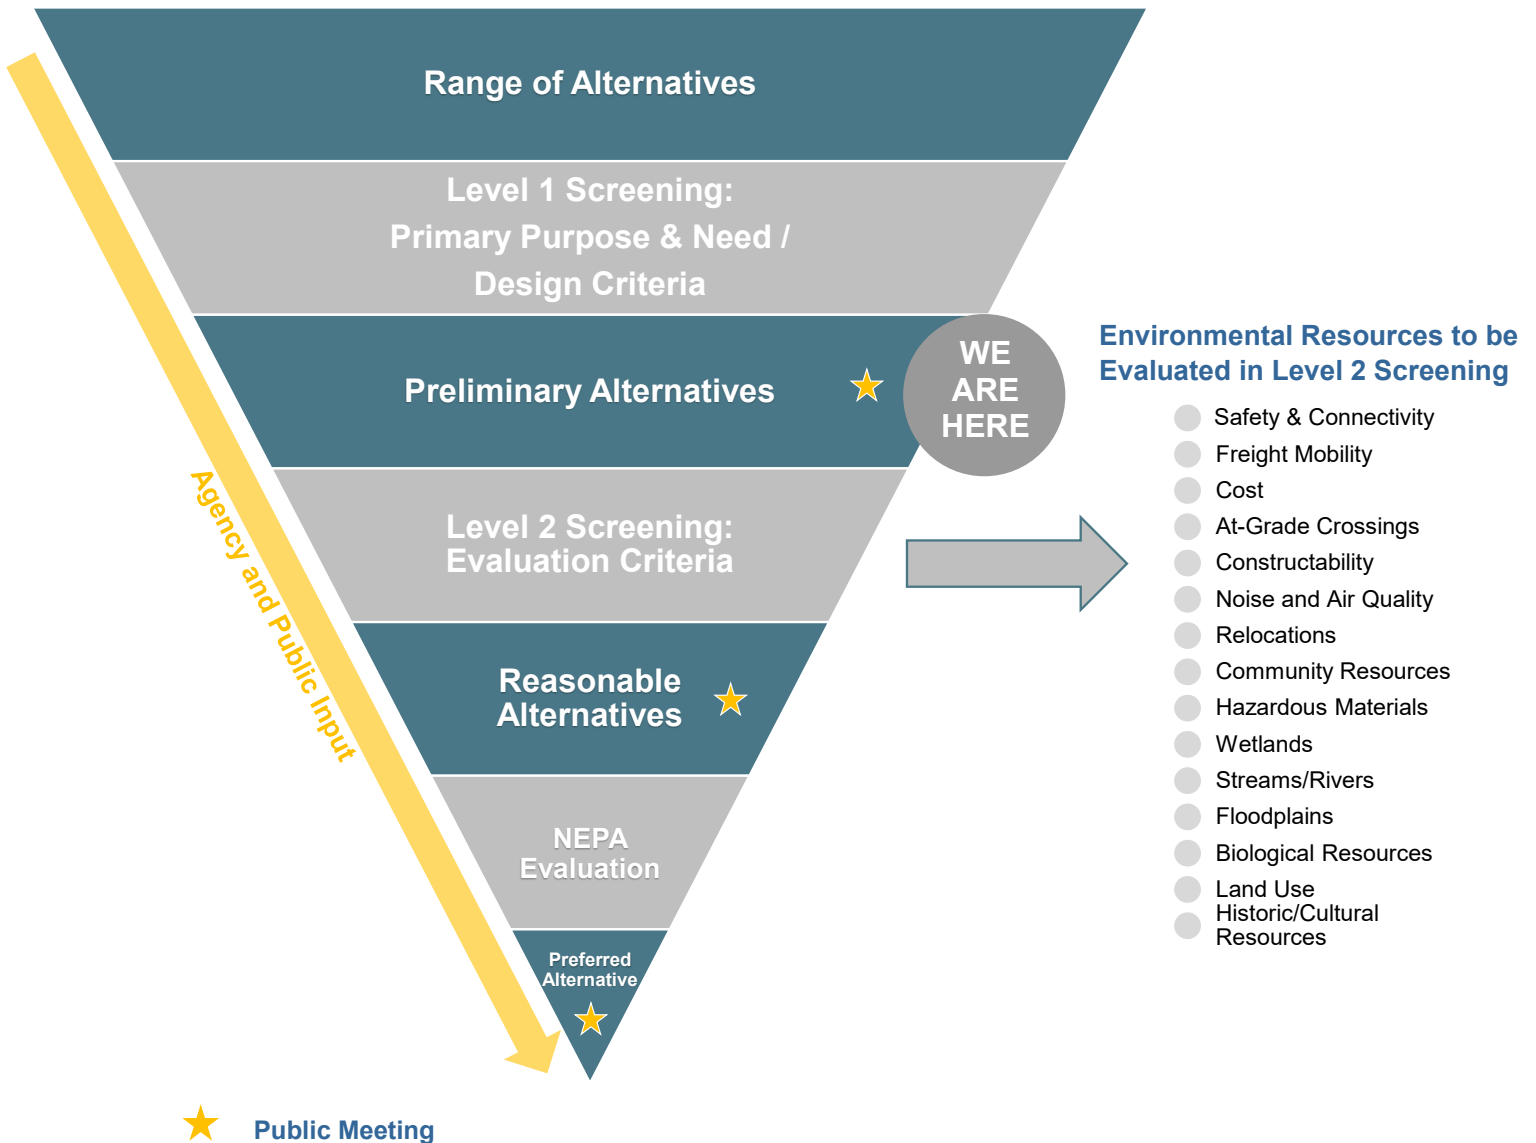 Range of Alternatives
Level 1 Screening:
Primary Purpose & Need /
Design Criteria
Preliminary Alternatives
WE
ARE
HERE
Level 2 Screening:
Evaluation Criteria
Reasonable
Alternatives
NEPA
Evaluation
Preferred
Alternative
Agency and Public Input
Public Meeting
Environmental Resources to be
Evaluated in Level 2 Screening
Safety & Connectivity
Freight Mobility
Cost
At-Grade Crossings
Constructability
Noise and Air Quality
Relocations
Community Resources
Hazardous Materials
Wetlands
Streams/Rivers
Floodplains
Biological Resources
Land Use
Historic/Cultural
Resources